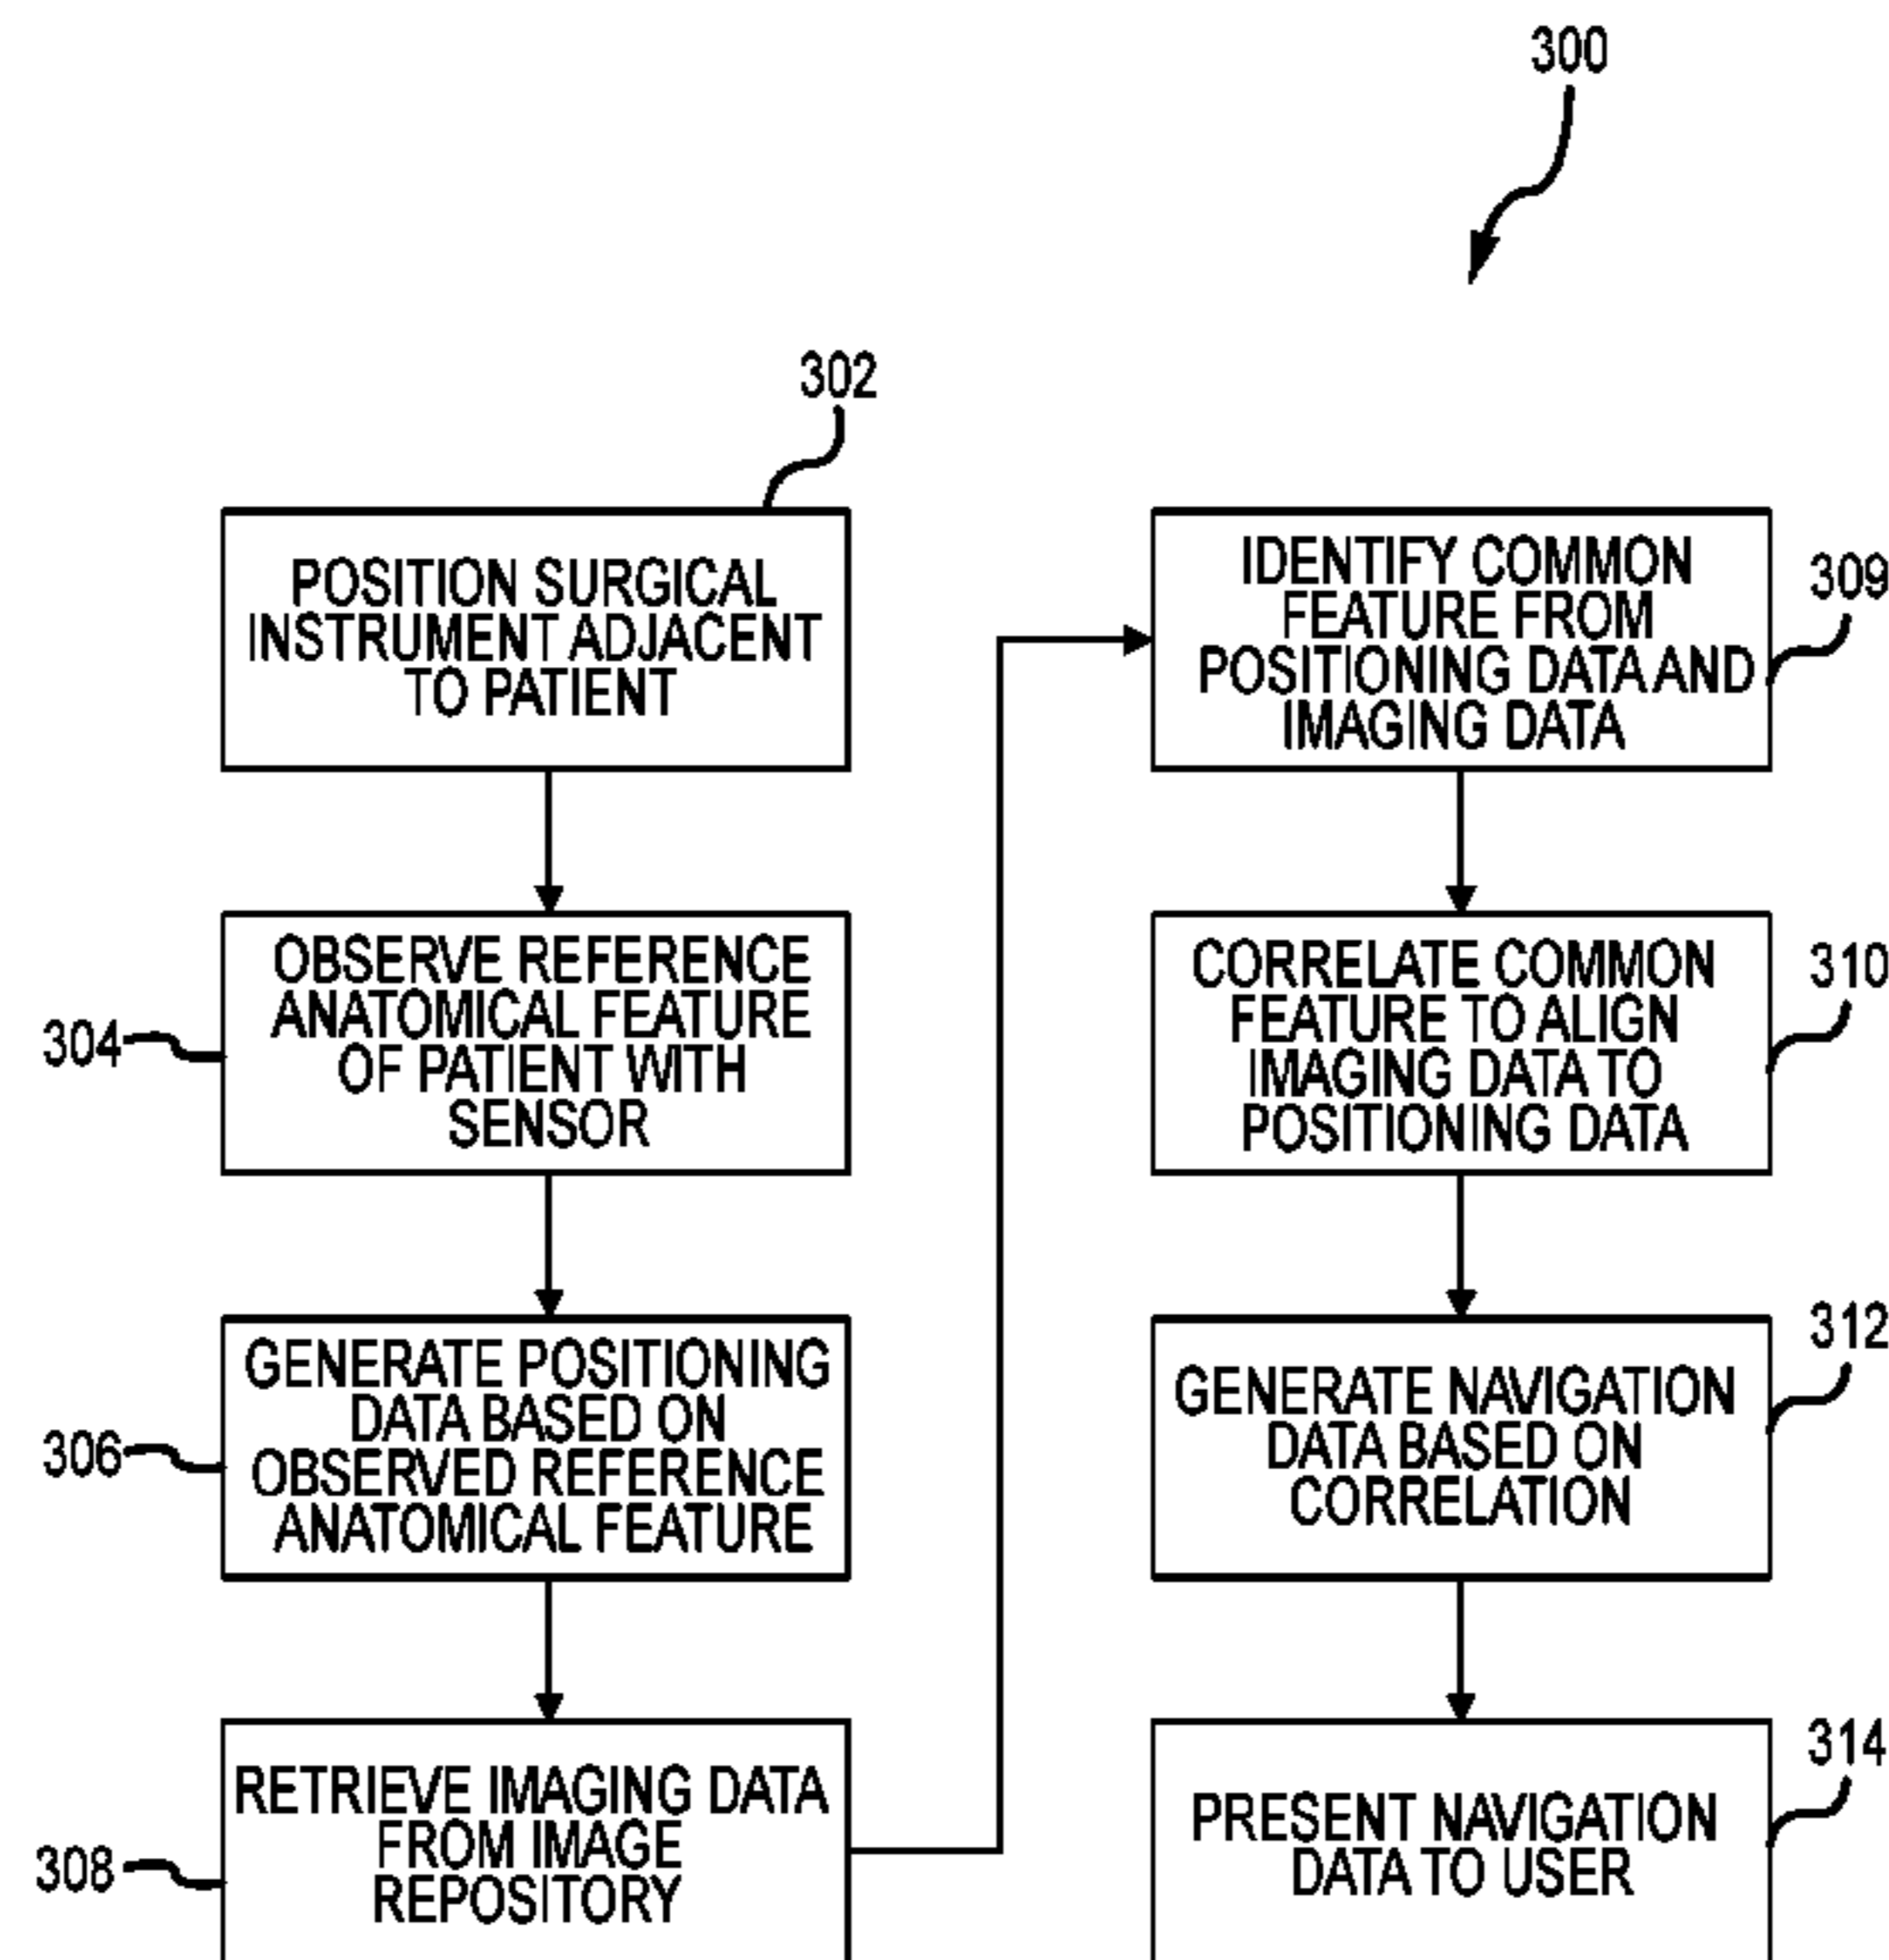 300
302
POSITION SURGICAL
INSTRUMENT ADJACENT
TO PATIENT
304
OBSERVE REFERENCE
ANATOMICAL FEATURE
OF PATIENT WITH
SENSOR
306
GENERATE POSITIONING
DATA BASED ON
OBSERVED REFERENCE
ANATOMICAL FEATURE
308
RETRIEVE IMAGING DATA
FROM IMAGE
REPOSITORY
309
IDENTIFY COMMON
FEATURE FROM
POSITIONING DATA AND
IMAGING DATA
310
CORRELATE COMMON
FEATURE TO ALIGN
IMAGING DATA TO
POSITIONING DATA
312
GENERATE NAVIGATION
DATA BASED ON
CORRELATION
314
PRESENT NAVIGATION
DATA TO USER